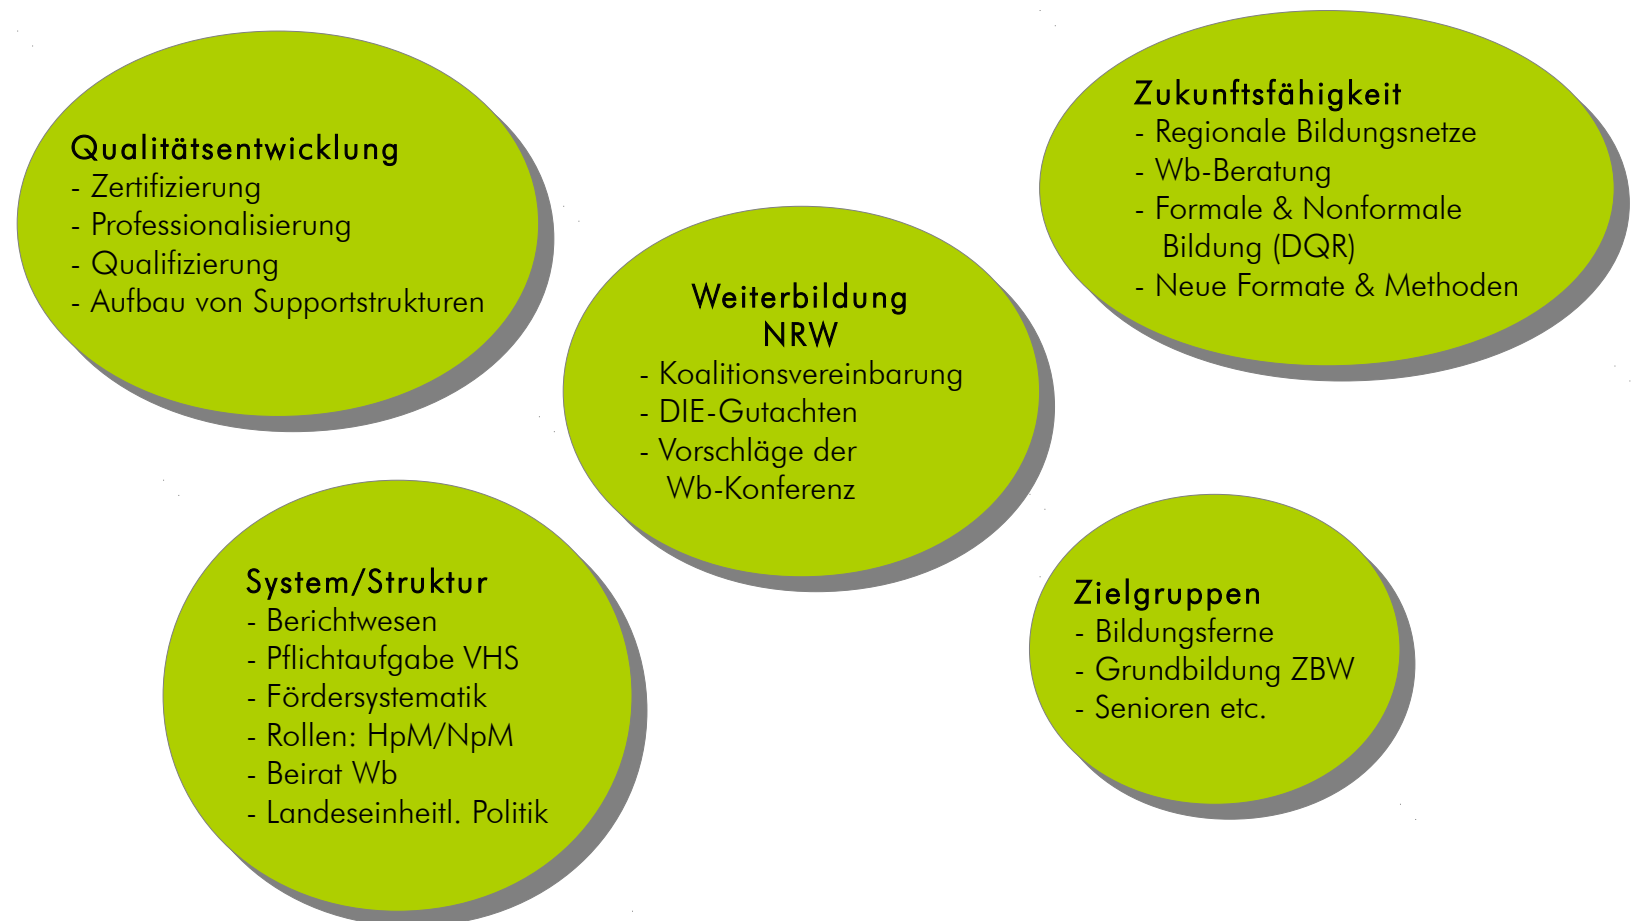 Qualitätsentwicklung
- Zertifizierung
- Professionalisierung
- Qualifizierung
- Aufbau von Supportstrukturen
Zukunftsfähigkeit
- Regionale Bildungsnetze
- Wb-Beratung
- Formale & Nonformale
Bildung (DQR)
- Neue Formate & Methoden
Weiterbildung
NRW
- Koalitionsvereinbarung
- DIE-Gutachten
- Vorschläge der
Wb-Konferenz
System/Struktur
- Berichtwesen
- Pflichtaufgabe VHS
- Fördersystematik
- Rollen: HpM/NpM
- Beirat Wb
- Landeseinheitl. Politik
Zielgruppen
- Bildungsferne
- Grundbildung ZBW
- Senioren etc.